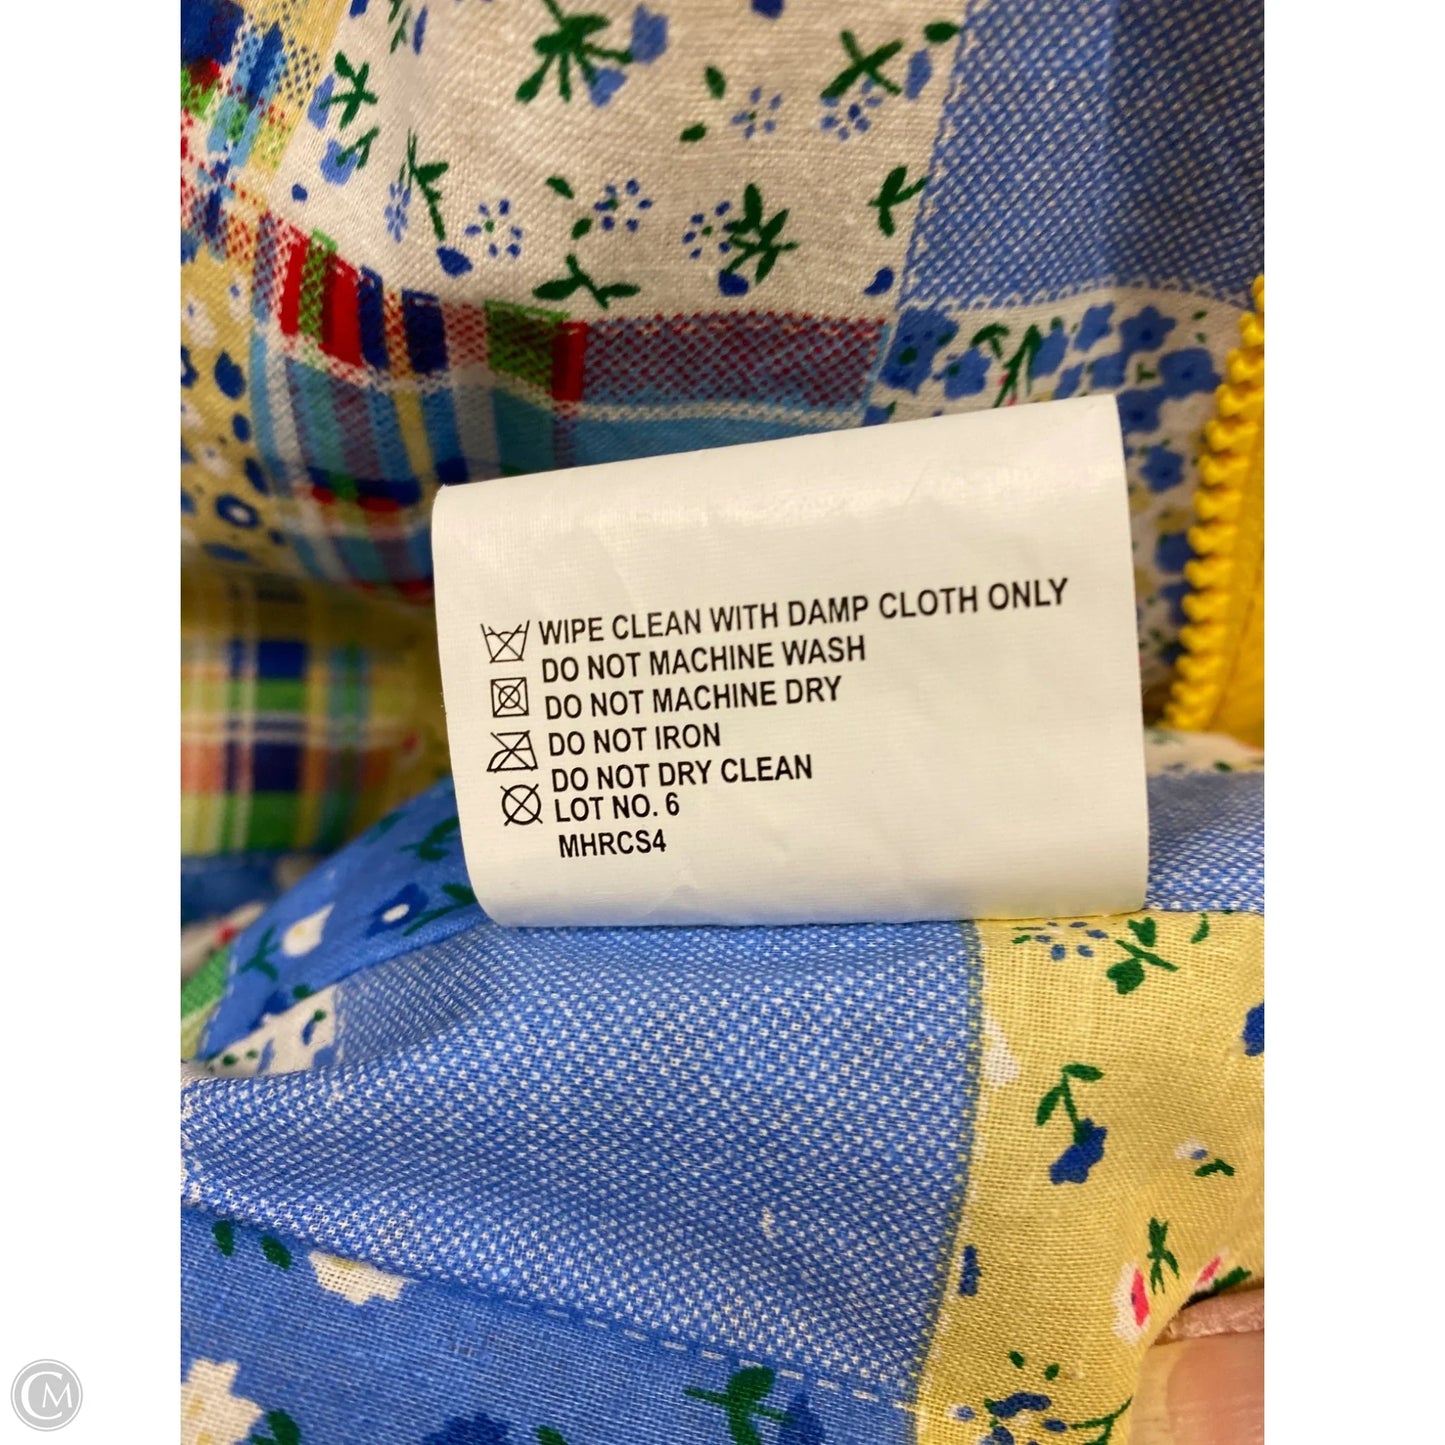 WIPE CLEAN WITH DAMP CLOTH ONLY
DO NOT MACHINE WASH
DO NOT MACHINE DRY
DO NOT IRON
DO NOT DRY CLEAN
LOT NO. 6
MHRCS4
CM